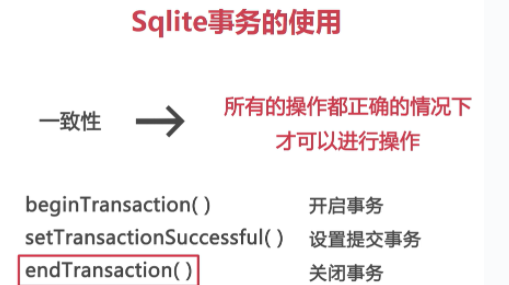 Sqlite事务的使用
一致性
所有的操作都正确的情况下
才可以进行操作
beginTransaction( ) 开启事务
setTransactionSuccessful( ) 设置提交事务
endTransaction( ) 关闭事务